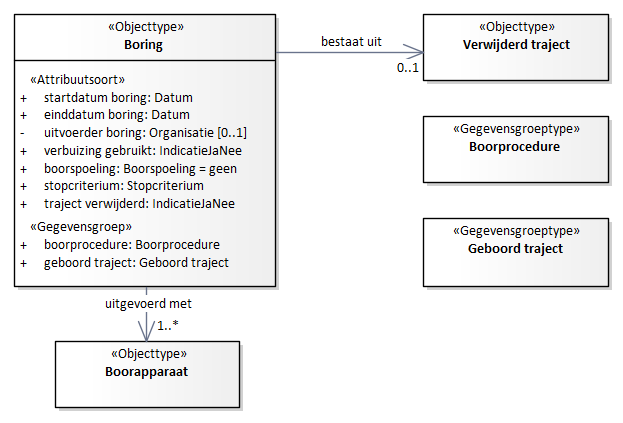 «Objecttype»
Boring
«Attribuutsoort»
+ startdatum boring: Datum
+ einddatum boring: Datum
- uitvoerder boring: Organisatie [0..1]
+ verbuizing gebruikt: IndicatieJaNee
+ boorspoeling: Boorspoeling = geen
+ stopcriterium: Stopcriterium
+ traject verwijderd: IndicatieJaNee
«Gegevensgroep»
+ boorprocedure: Boorprocedure
+ geboord traject: Geboord traject
bestaat uit
0..1
«Objecttype»
Verwijderd traject
«Gegevensgroeptype»
Boorprocedure
«Gegevensgroeptype»
Geboord traject
uitgevoerd met
1..*
«Objecttype»
Boorapparaat